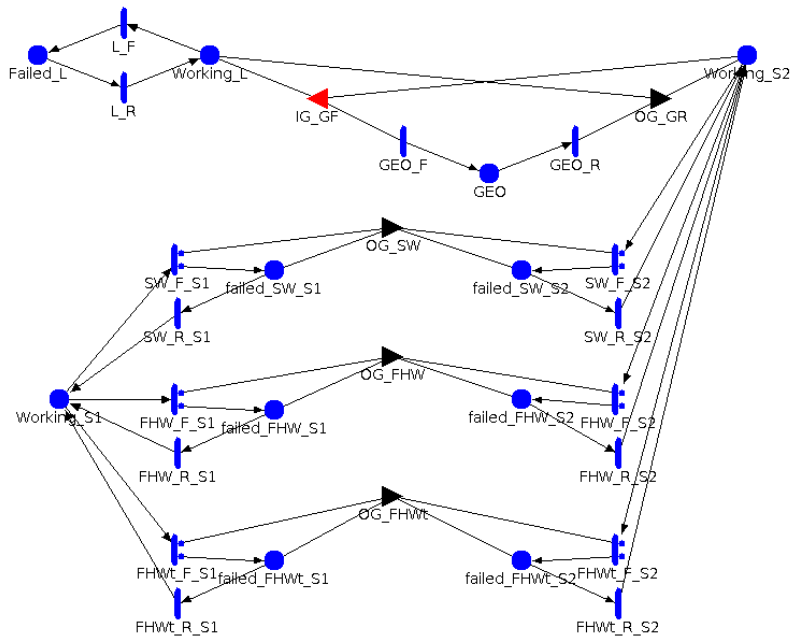 L_F
Failed_L
Working_L
Working_S2
L_R
IG_GF
OG_GR
GEO_F
GEO_R
GEO
OG_SW
SW_F_S1
failed_SW_S1
failed_SW_S2
SW_F_S2
SW_R_S1
SW_R_S2
OG_FHW
Working_S1
FHW_F_S1
failed_FHW_S1
failed_FHW_S2
FHW_F_S2
FHW_R_S1
FHW_R_S2
OG_FHWt
FHWt_F_S1
failed_FHWt_S1
failed_FHWt_S2
FHWt_F_S2
FHWt_R_S1
FHWt_R_S2